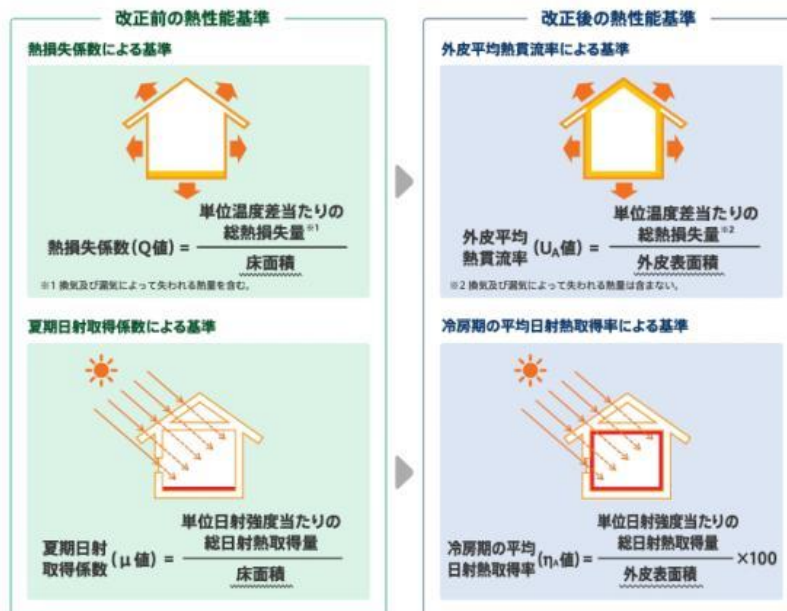 改正前の熱性能基準
熱損失係数による基準
熱損失係数(Q値) =
単位温度差当たりの
総熱損失量※1
床面積
※1 換気及び漏気によって失われる熱量を含む。
夏期日射取得係数による基準
夏期日射
取得係数
(μ値) =
単位日射強度当たりの
総日射熱取得量
床面積
改正後の熱性能基準
外皮平均熱貫流率による基準
外皮平均
熱貫流率
(UA値) =
単位温度差当たりの
総熱損失量※2
外皮表面積
※2 換気及び漏気によって失われる熱量は含まない。
冷房期の平均日射熱取得率による基準
冷房期の平均
日射熱取得率
(ηA値) =
単位日射強度当たりの
総日射熱取得量
外皮表面積
×100